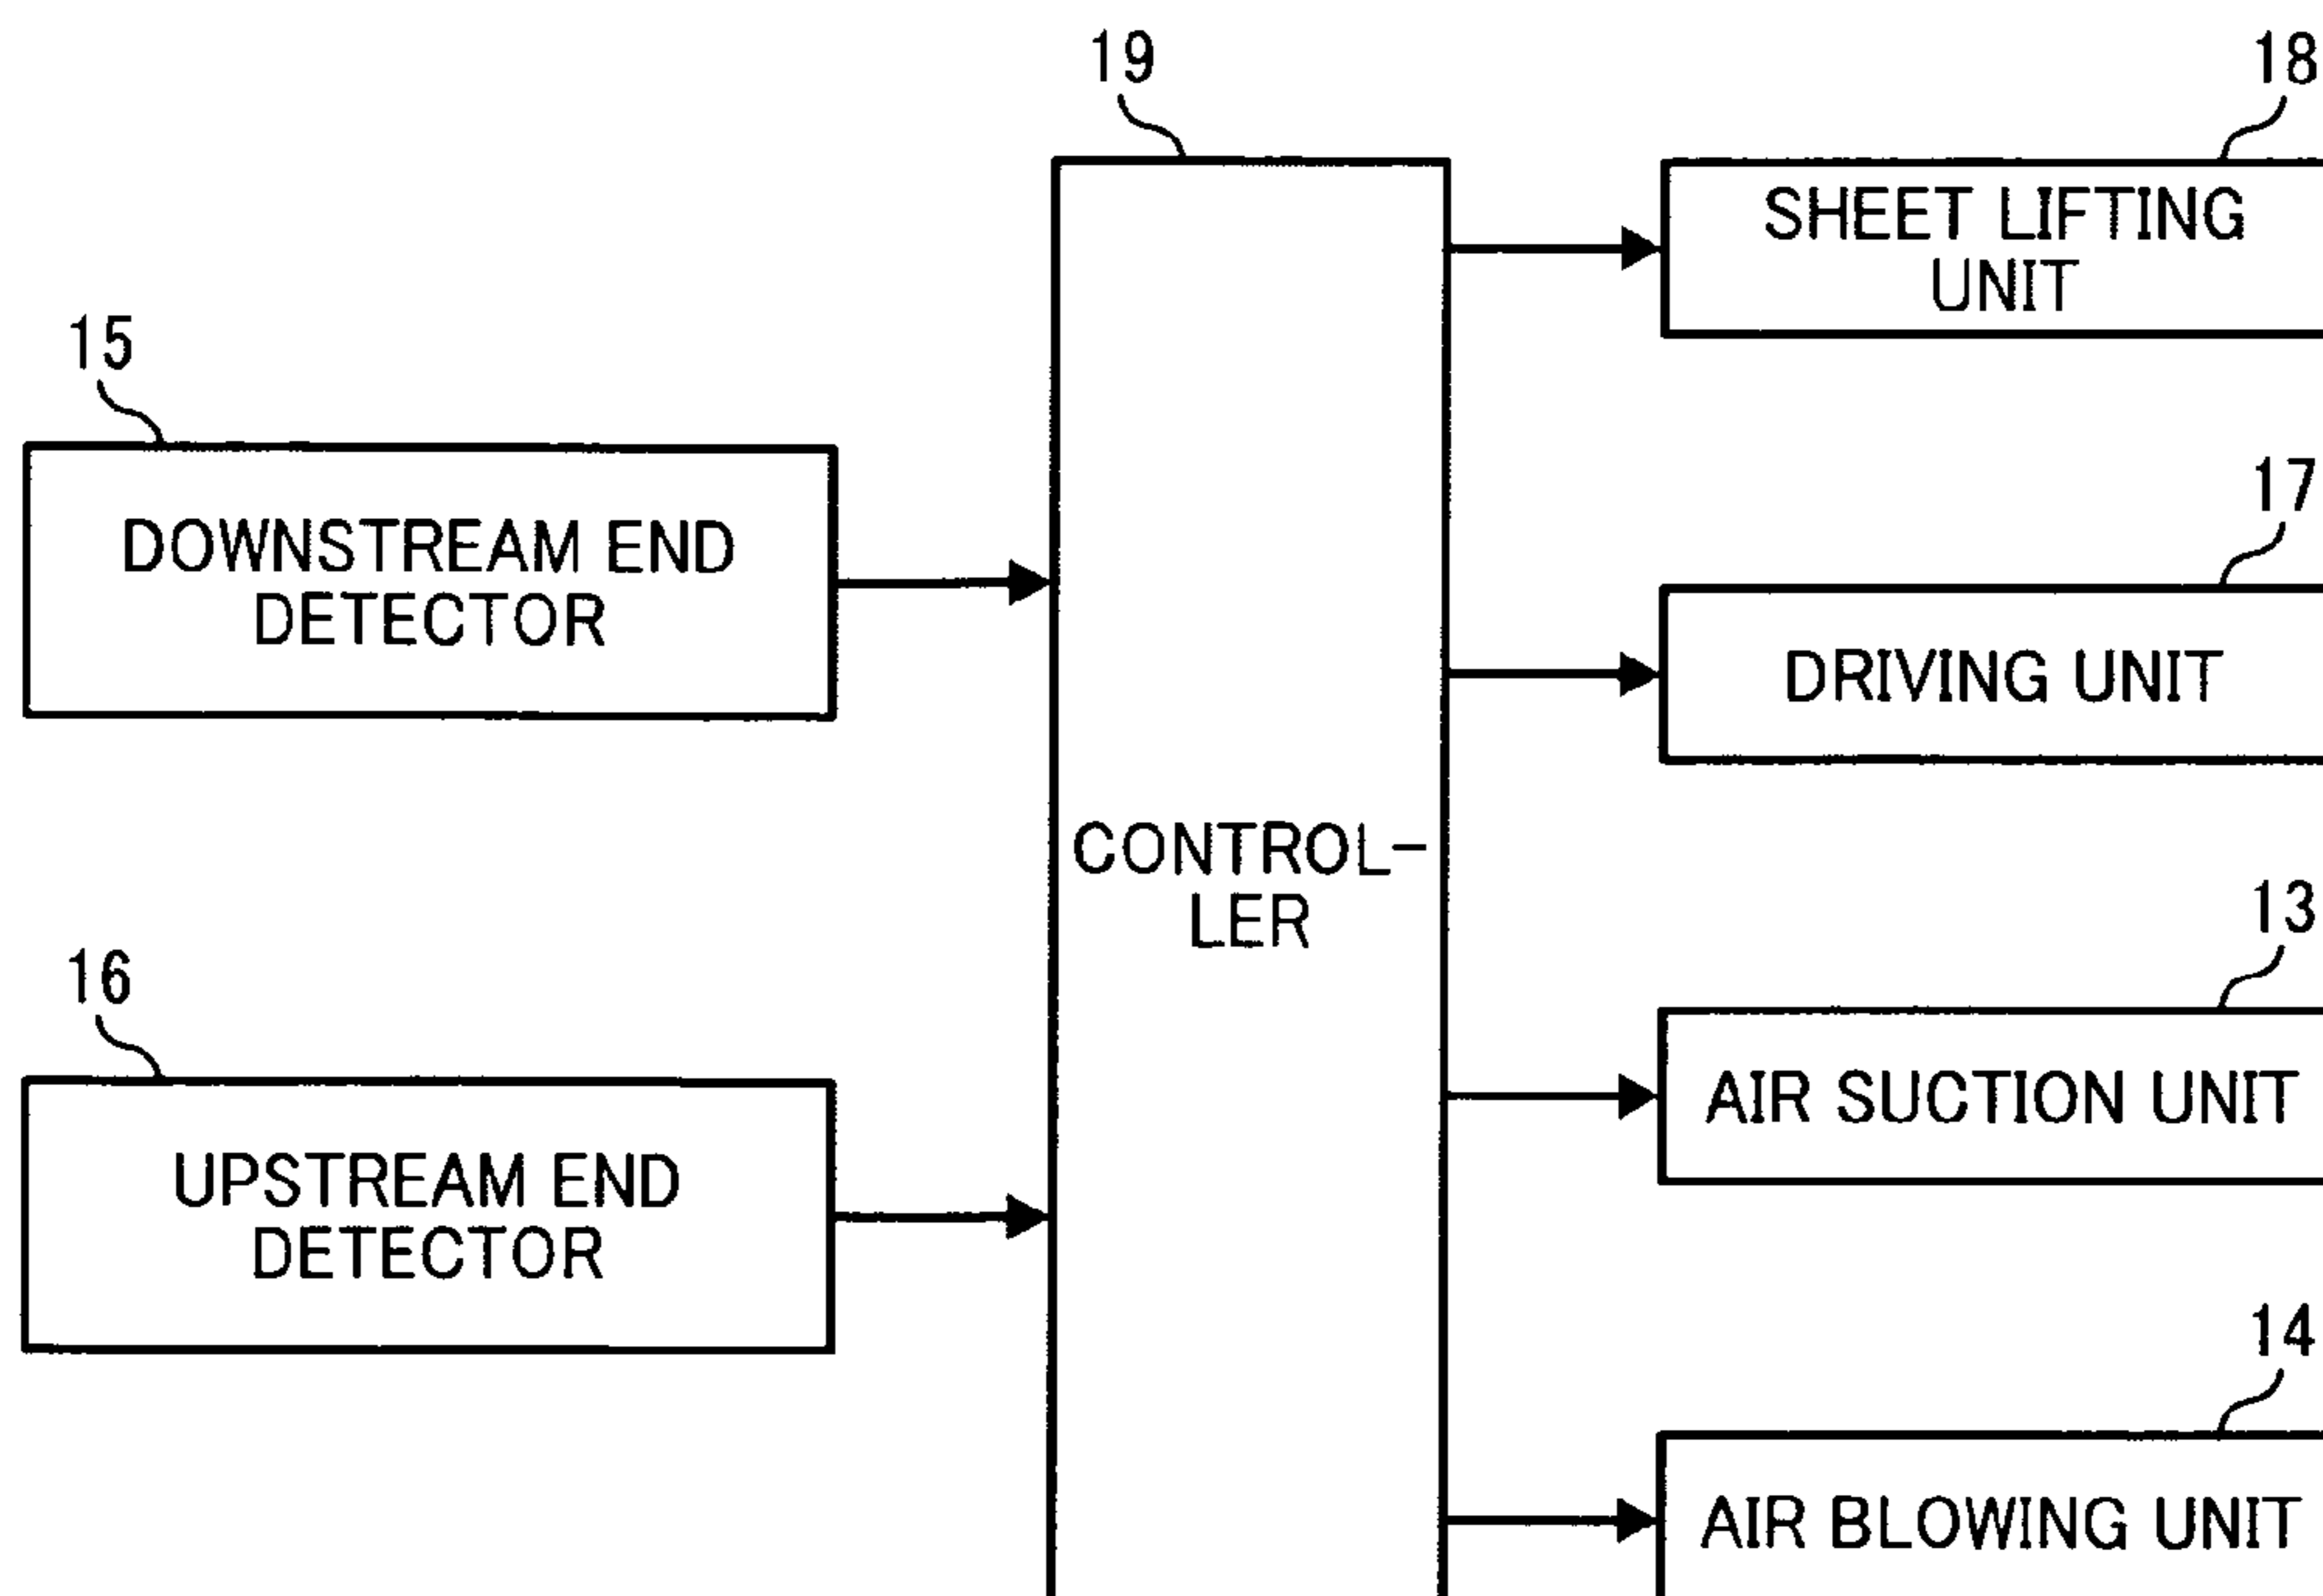 19
18
SHEET LIFTING
UNIT
15
DOWNSTREAM END
DETECTOR
17
DRIVING UNIT
CONTROL-
LER
16
UPSTREAM END
DETECTOR
13
AIR SUCTION UNIT
14
AIR BLOWING UNIT